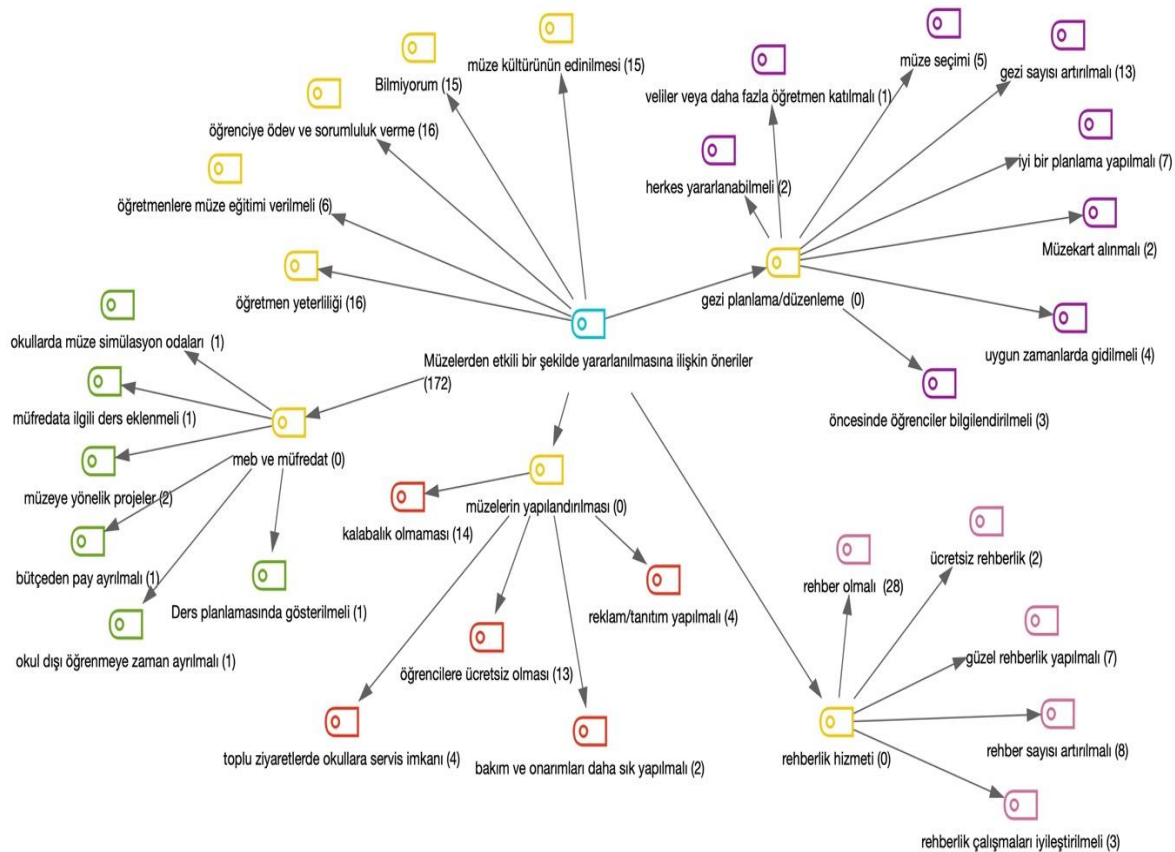 müze kültürünün edinilmesi (15)
Bilmiyorum (15)
öğrenciye ödev ve sorumluluk verme (16)
öğretmenlere müze eğitimi verilmeli (6)
öğretmen yeterliliği (16)
müze seçimi (5)
gezi sayısı artırılmalı (13)
veliler veya daha fazla öğretmen katılmalı (1)
iyi bir planlama yapılmalı (7)
herkes yararlanabilmeli (2)
Müzekart alınmalı (2)
gezi planlama/düzenleme (0)
uygun zamanlarda gidilmeli (4)
öncesinde öğrenciler bilgilendirilmeli (3)
Müzelerden etkili bir şekilde yararlanılmasına ilişkin öneriler
(172)
okullarda müze simülasyon odaları (1)
müfredata ilgili ders eklenmeli (1)
meb ve müfredat (0)
müzeye yönelik projeler (2)
bütçeden pay ayrılmalı (1)
Ders planlamasında gösterilmeli (1)
okul dışı öğrenmeye zaman ayrılmalı (1)
müzelerin yapılandırılması (0)
kalabalık olmaması (14)
reklam/tanıtım yapılmalı (4)
öğrencilere ücretsiz olması (13)
toplu ziyaretlerde okullara servis imkanı (4)
bakım ve onarımları daha sık yapılmalı (2)
ücretsiz rehberlik (2)
rehber olmalı (28)
güzel rehberlik yapılmalı (7)
rehber sayısı artırılmalı (8)
rehberlik hizmeti (0)
rehberlik çalışmaları iyileştirilmeli (3)